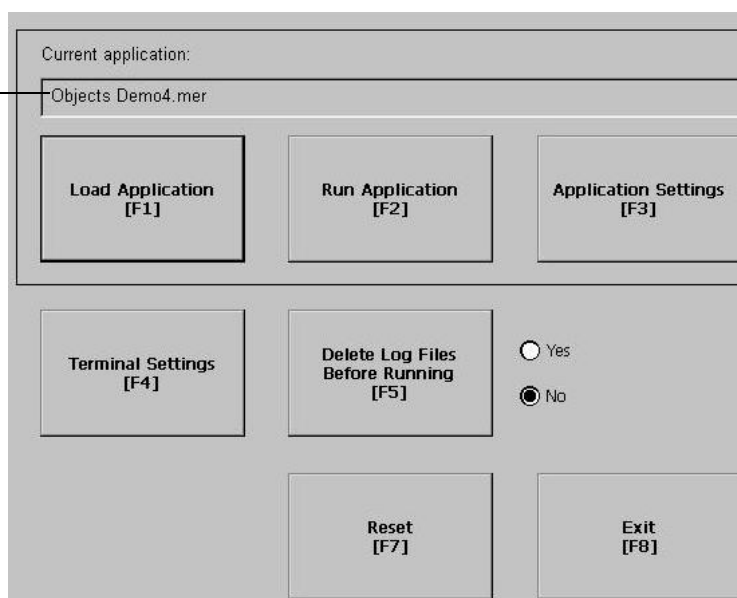 Current application:
Objects Demo4.mer
Load Application
[F1]
Run Application
[F2]
Application Settings
[F3]
Terminal Settings
[F4]
Delete Log Files
Before Running
[F5]
Yes
No
Reset
[F7]
Exit
[F8]